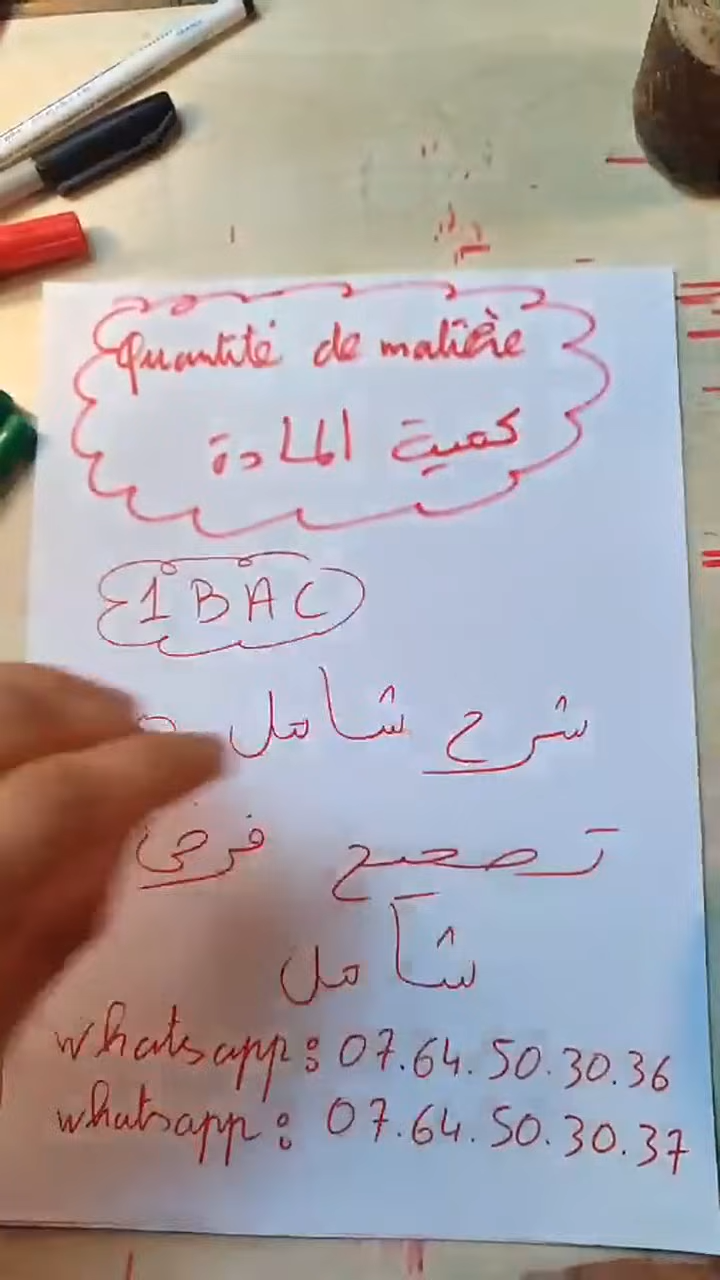 Quantité de matière
كمية المادة
1 BAC
شرح شامل
تصحيح فرض
شامل
whatsapp: 07.64.50.30.36
whatsapp: 07.64.50.30.37